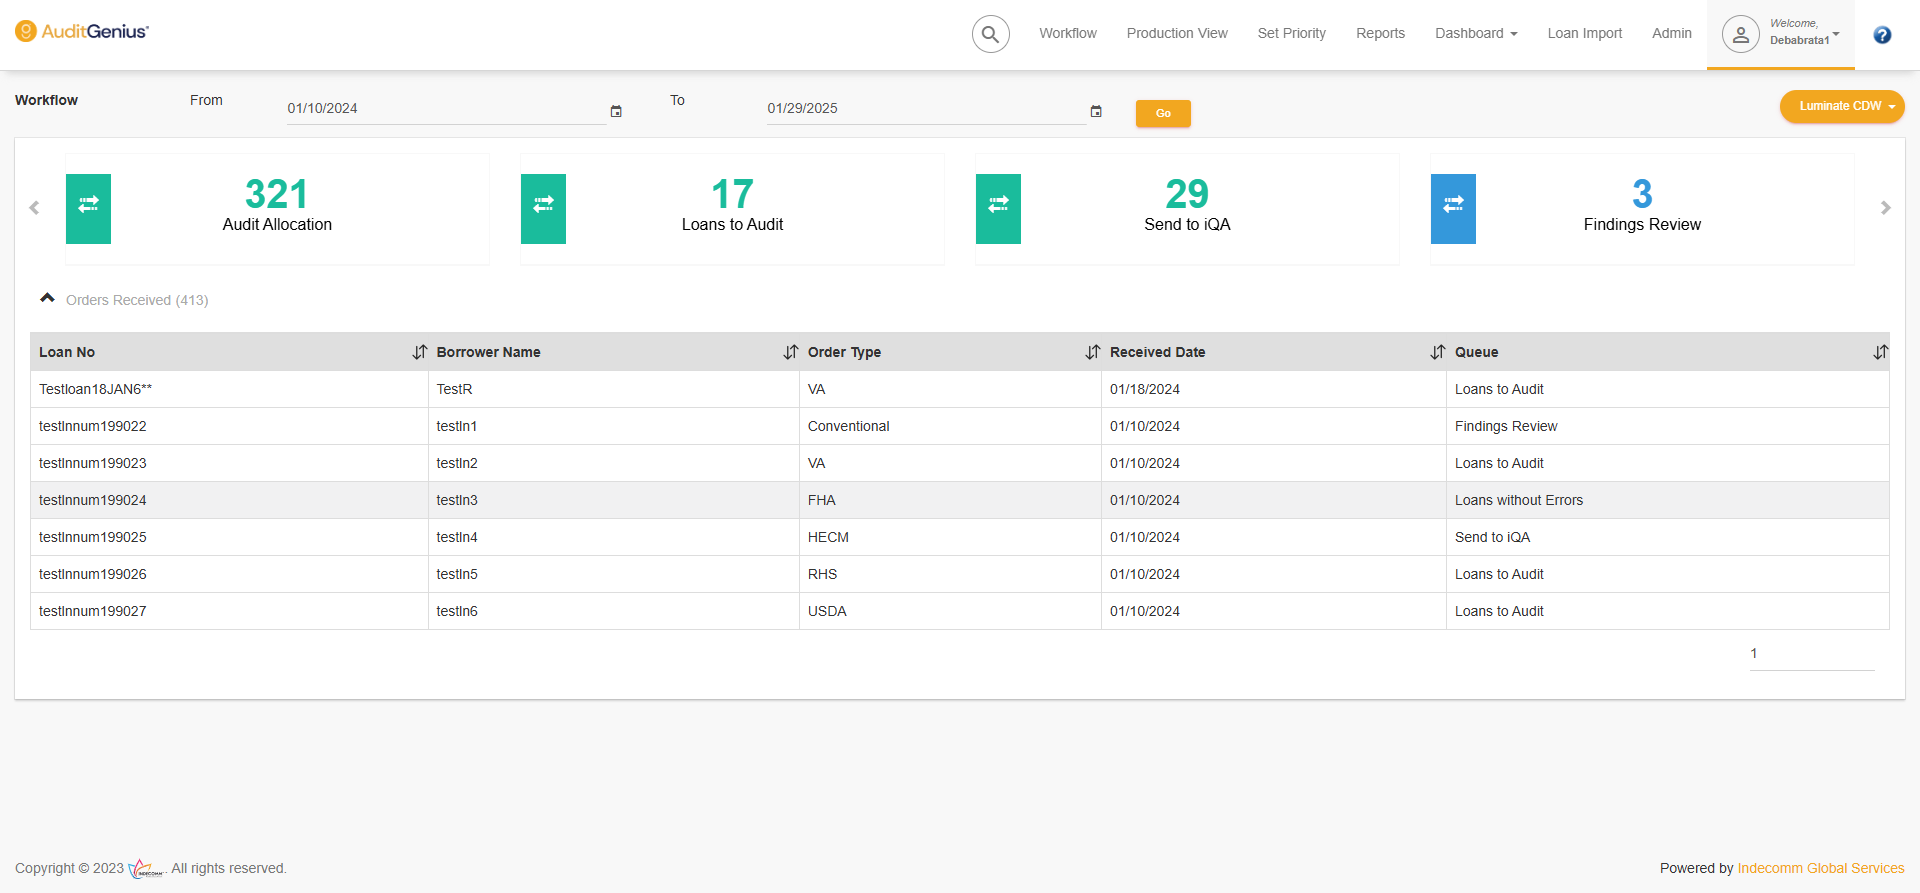 AuditGenius
Workflow Production View Set Priority Reports Dashboard Loan Import Admin
Welcome,
Debabrata1
Workflow From 01/10/2024 To 01/29/2025 Go Luminate CDW
321
Audit Allocation
17
Loans to Audit
29
Send to iQA
3
Findings Review
Orders Received (413)
Loan No Borrower Name Order Type Received Date Queue
Testloan18JAN6** TestR VA 01/18/2024 Loans to Audit
testlnnum199022 testln1 Conventional 01/10/2024 Findings Review
testlnnum199023 testln2 VA 01/10/2024 Loans to Audit
testlnnum199024 testln3 FHA 01/10/2024 Loans without Errors
testlnnum199025 testln4 HECM 01/10/2024 Send to iQA
testlnnum199026 testln5 RHS 01/10/2024 Loans to Audit
testlnnum199027 testln6 USDA 01/10/2024 Loans to Audit
1
Copyright © 2023 INDECOMM . All rights reserved. Powered by Indecomm Global Services